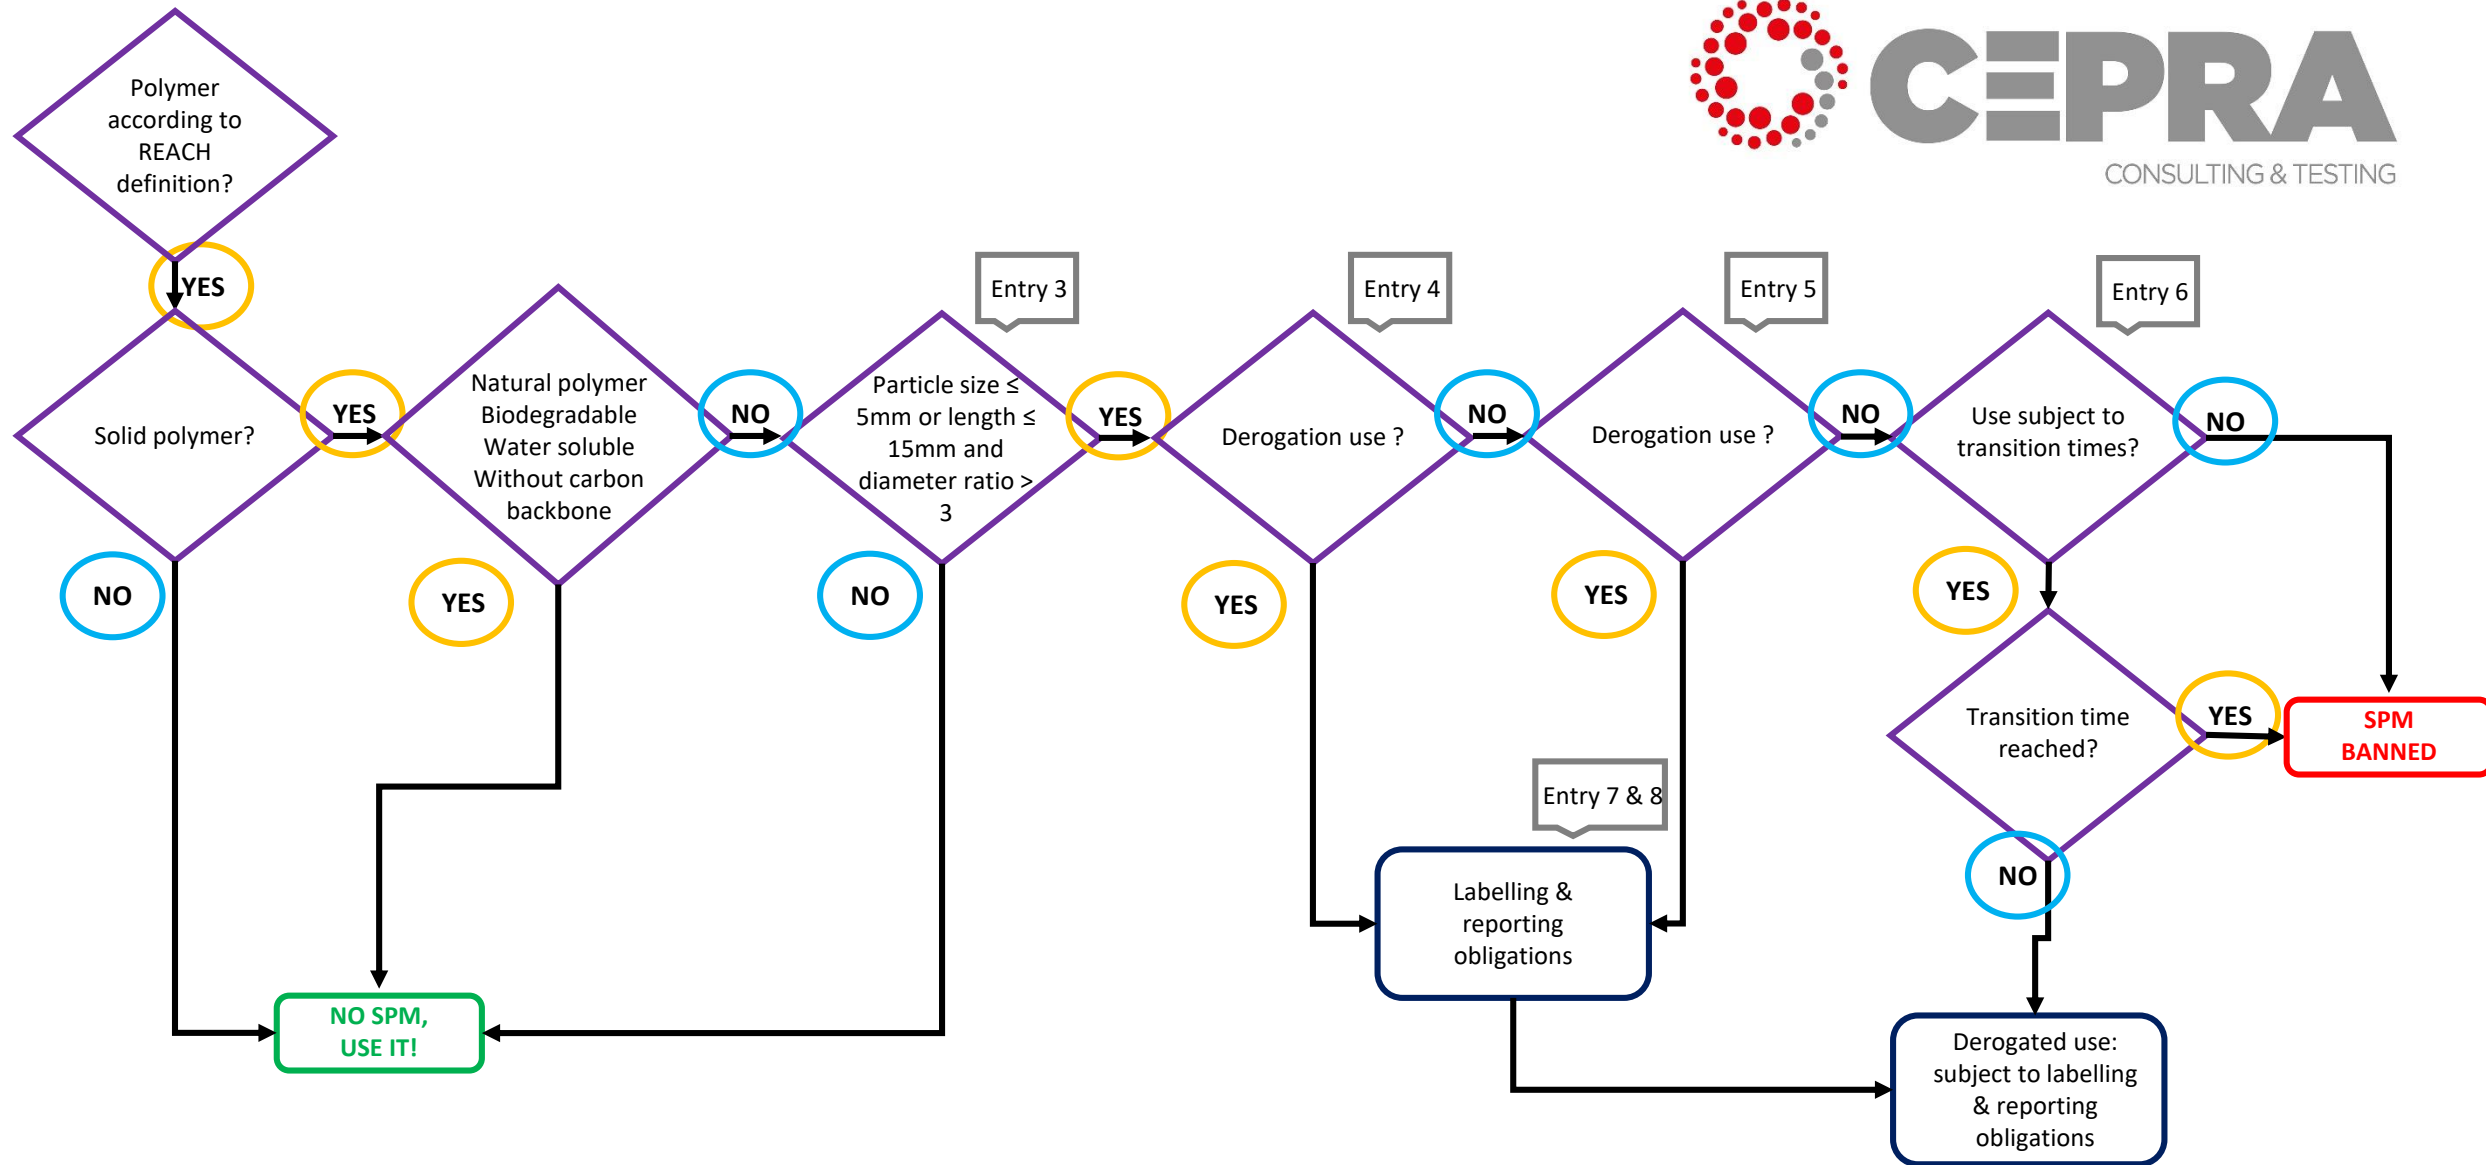 CEPRA
CONSULTING & TESTING
Polymer
according to
REACH
definition?
YES
Solid polymer?
YES
NO
Natural polymer
Biodegradable
Water soluble
Without carbon
backbone
NO
YES
Entry 3
Particle size ≤
5mm or length ≤
15mm and
diameter ratio >
3
YES
NO
Entry 4
Derogation use ?
NO
YES
Entry 5
Derogation use ?
NO
YES
Entry 6
Use subject to
transition times?
NO
YES
Transition time
reached?
YES
NO
SPM
BANNED
Entry 7 & 8
Labelling &
reporting
obligations
NO SPM,
USE IT!
Derogated use:
subject to labelling
& reporting
obligations